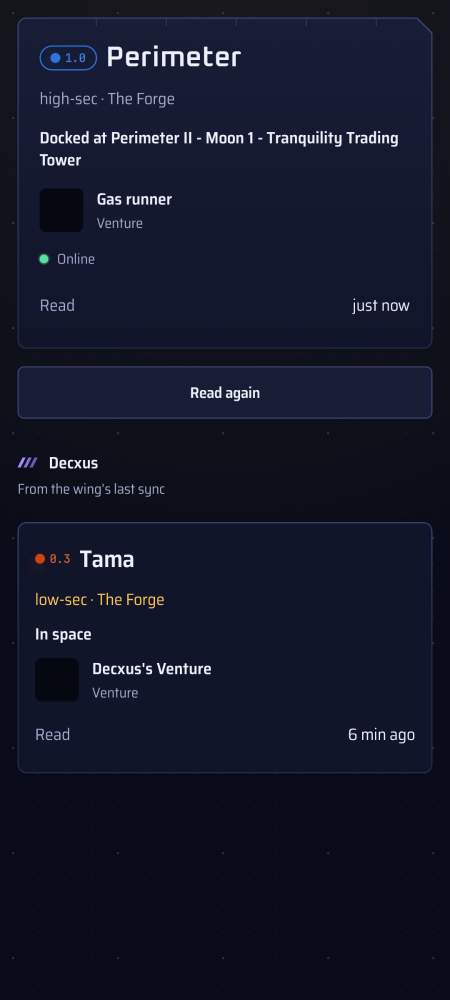 1.0 Perimeter
high-sec · The Forge
Docked at Perimeter II - Moon 1 - Tranquility Trading
Tower
Gas runner
Venture
Online
Read just now
Read again
Decxus
From the wing's last sync
0.3 Tama
low-sec · The Forge
In space
Decxus's Venture
Venture
Read 6 min ago